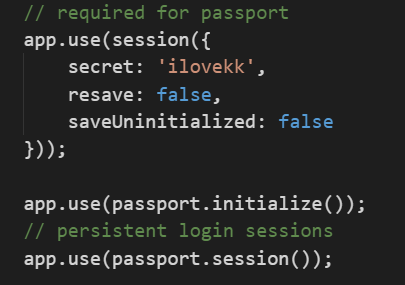 // required for passport
app.use(session({
    secret: 'ilovekk',
    resave: false,
    saveUninitialized: false
}));

app.use(passport.initialize());
// persistent login sessions
app.use(passport.session());